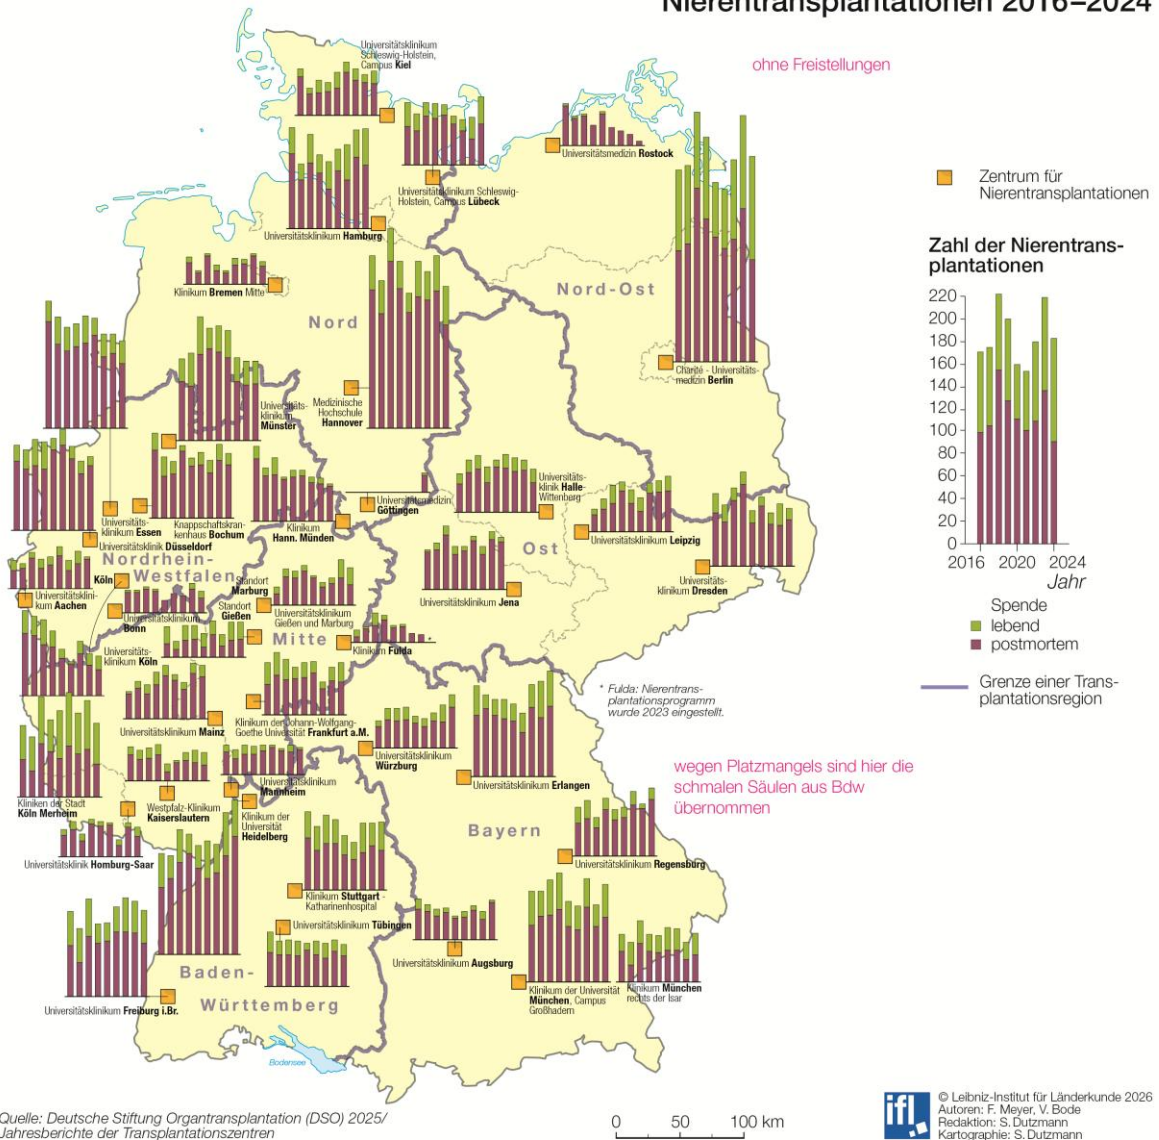 Nierentransplantationen 2016–2024
ohne Freistellungen
Universitätsklinikum
Schleswig-Holstein,
Campus Kiel
Universitätsmedizin Rostock
Universitätsklinikum Schleswig-
Holstein, Campus Lübeck
Universitätsklinikum Hamburg
Klinikum Bremen Mitte
Nord
Nord-Ost
Charité - Universitäts-
medizin Berlin
Medizinische
Hochschule
Hannover
Universitäts-
klinikum
Münster
Universitäts-
klinikum Essen
Knappschaftskran-
kenhaus Bochum
Klinikum
Hann. Münden
Universitätsmedizin
Göttingen
Universitäts-
klinik Halle-
Wittenberg
Universitätsklinikum Leipzig
Universitäts-
klinikum Dresden
Universitätsklinik Düsseldorf
Nordrhein-
Westfalen
Köln
Universitätsklini-
kum Aachen
Universitätsklinikum
Bonn
Universitäts-
klinikum Köln
Standort
Marburg
Standort
Gießen
Universitätsklinikum
Gießen und Marburg
Mitte
Ost
Universitätsklinikum Jena
*
Klinikum Fulda
* Fulda: Nierentrans-
plantationsprogramm
wurde 2023 eingestellt.
Universitätsklinikum Mainz
Klinikum der Johann-Wolfgang-
Goethe Universität Frankfurt a.M.
Universitätsklinikum
Würzburg
Universitätsklinikum Erlangen
Kliniken der Stadt
Köln Merheim
Westpfalz-Klinikum
Kaiserslautern
Universitätsklinikum
Mannheim
Klinikum der
Universität
Heidelberg
wegen Platzmangels sind hier die
schmalen Säulen aus Bdw
übernommen
Bayern
Universitätsklinik Homburg-Saar
Universitätsklinikum Regensburg
Klinikum Stuttgart -
Katharinenhospital
Universitätsklinikum Tübingen
Universitätsklinikum Augsburg
Klinikum der Universität
München, Campus
Großhadern
Klinikum München
rechts der Isar
Baden-
Württemberg
Universitätsklinikum Freiburg i.Br.
Bodensee
Zentrum für
Nierentransplantationen
Zahl der Nierentrans-
plantationen
220
200
180
160
140
120
100
80
60
40
20
0
2016 2020 2024
Jahr
Spende
lebend
postmortem
Grenze einer Trans-
plantationsregion
Quelle: Deutsche Stiftung Organtransplantation (DSO) 2025/
Jahresberichte der Transplantationszentren
0 50 100 km
ifl.
© Leibniz-Institut für Länderkunde 2026
Autoren: F. Meyer, V. Bode
Redaktion: S. Dutzmann
Kartographie: S. Dutzmann